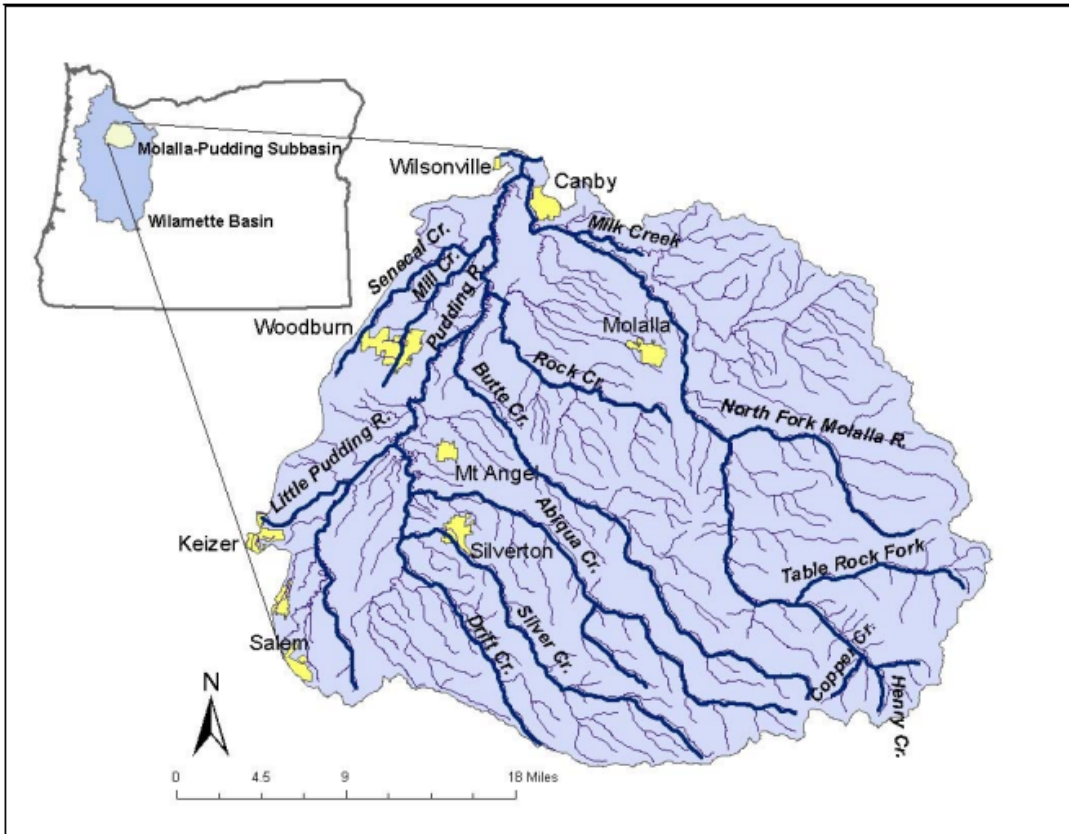 Molalla-Pudding Subbasin
Wilamette Basin
Wilsonville
Canby
Milk Creek
Senecal Cr.
Mill Cr.
Pudding R.
Woodburn
Molalla
Rock Cr.
Butte Cr.
North Fork Molalla R.
Little Pudding R.
Mt Angel
Abiqua Cr.
Keizer
Silverton
Table Rock Fork
Silver Cr.
Drift Cr.
Salem
Copper Cr.
Henry Cr.
N
0 4.5 9 18 Miles